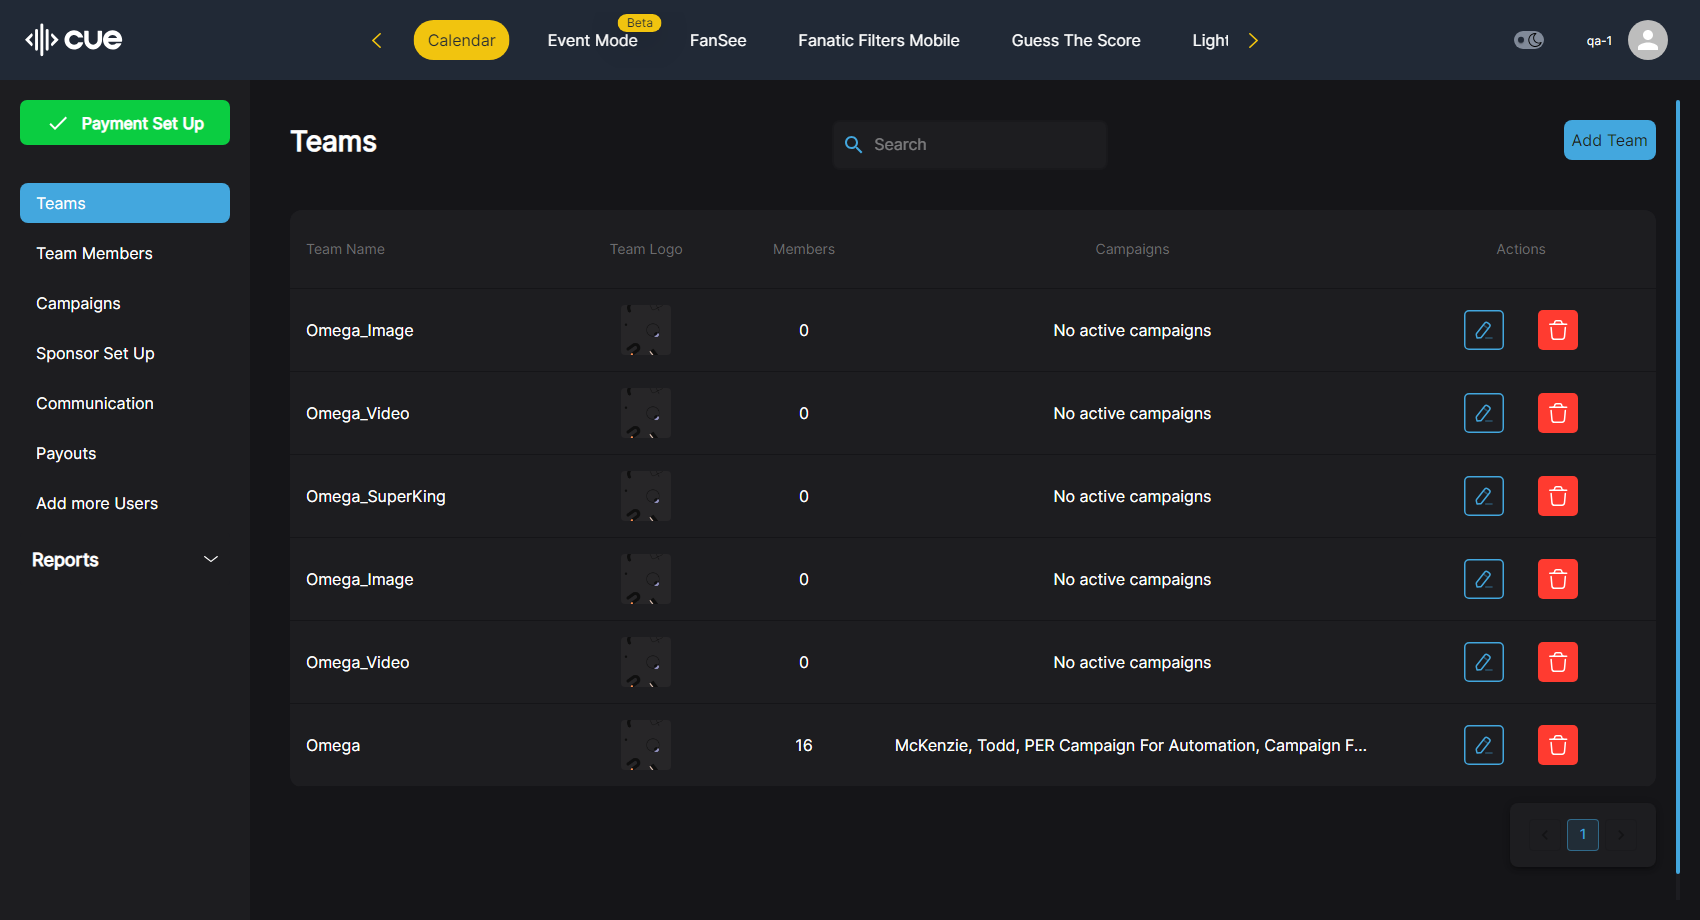 cue
Calendar
Event Mode
Beta
FanSee
Fanatic Filters Mobile
Guess The Score
Light
qa-1
Payment Set Up
Teams
Team Members
Campaigns
Sponsor Set Up
Communication
Payouts
Add more Users
Reports
Teams
Search
Add Team
Team Name Team Logo Members Campaigns Actions
Omega_Image 0 No active campaigns
Omega_Video 0 No active campaigns
Omega_SuperKing 0 No active campaigns
Omega_Image 0 No active campaigns
Omega_Video 0 No active campaigns
Omega 16 McKenzie, Todd, PER Campaign For Automation, Campaign F...
1